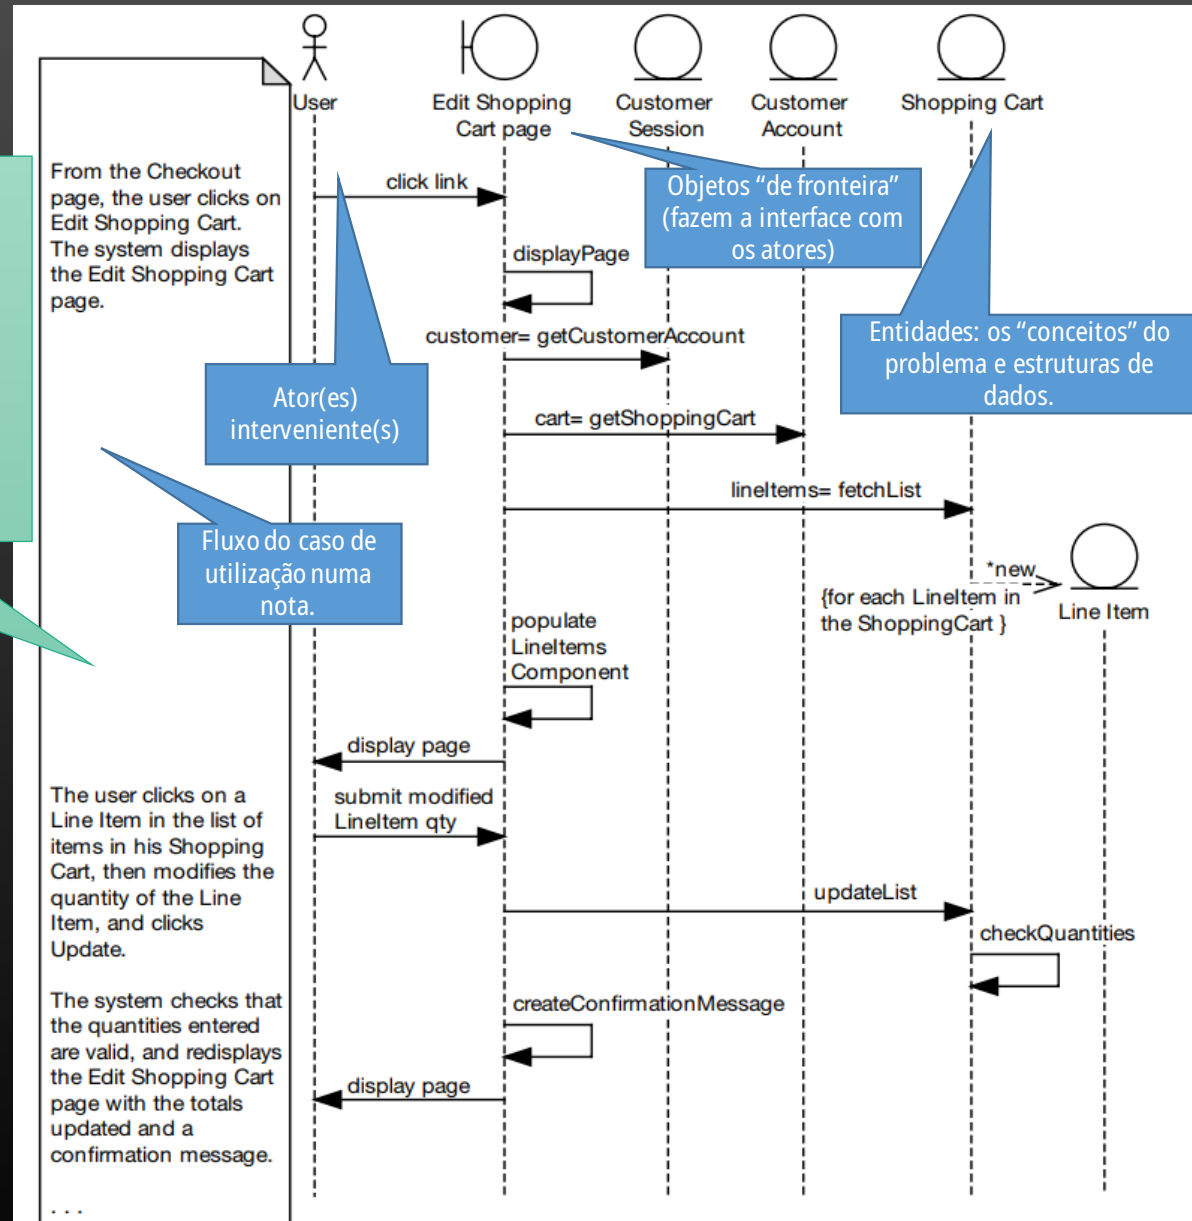 User
Edit Shopping
Cart page
Customer
Session
Customer
Account
Shopping Cart
From the Checkout
page, the user clicks on
Edit Shopping Cart.
The system displays
the Edit Shopping Cart
page.
click link
Objetos “de fronteira”
(fazem a interface com
os atores)
displayPage
customer= getCustomerAccount
Entidades: os “conceitos” do
problema e estruturas de
dados.
Ator(es)
interveniente(s)
cart= getShoppingCart
lineItems= fetchList
Fluxo do caso de
utilização numa
nota.
*new
{for each LineItem in
the ShoppingCart }
Line Item
populate
LineItems
Component
display page
The user clicks on a
Line Item in the list of
items in his Shopping
Cart, then modifies the
quantity of the Line
Item, and clicks
Update.
submit modified
LineItem qty
updateList
checkQuantities
The system checks that
the quantities entered
are valid, and redisplays
the Edit Shopping Cart
page with the totals
updated and a
confirmation message.
createConfirmationMessage
display page
. . .